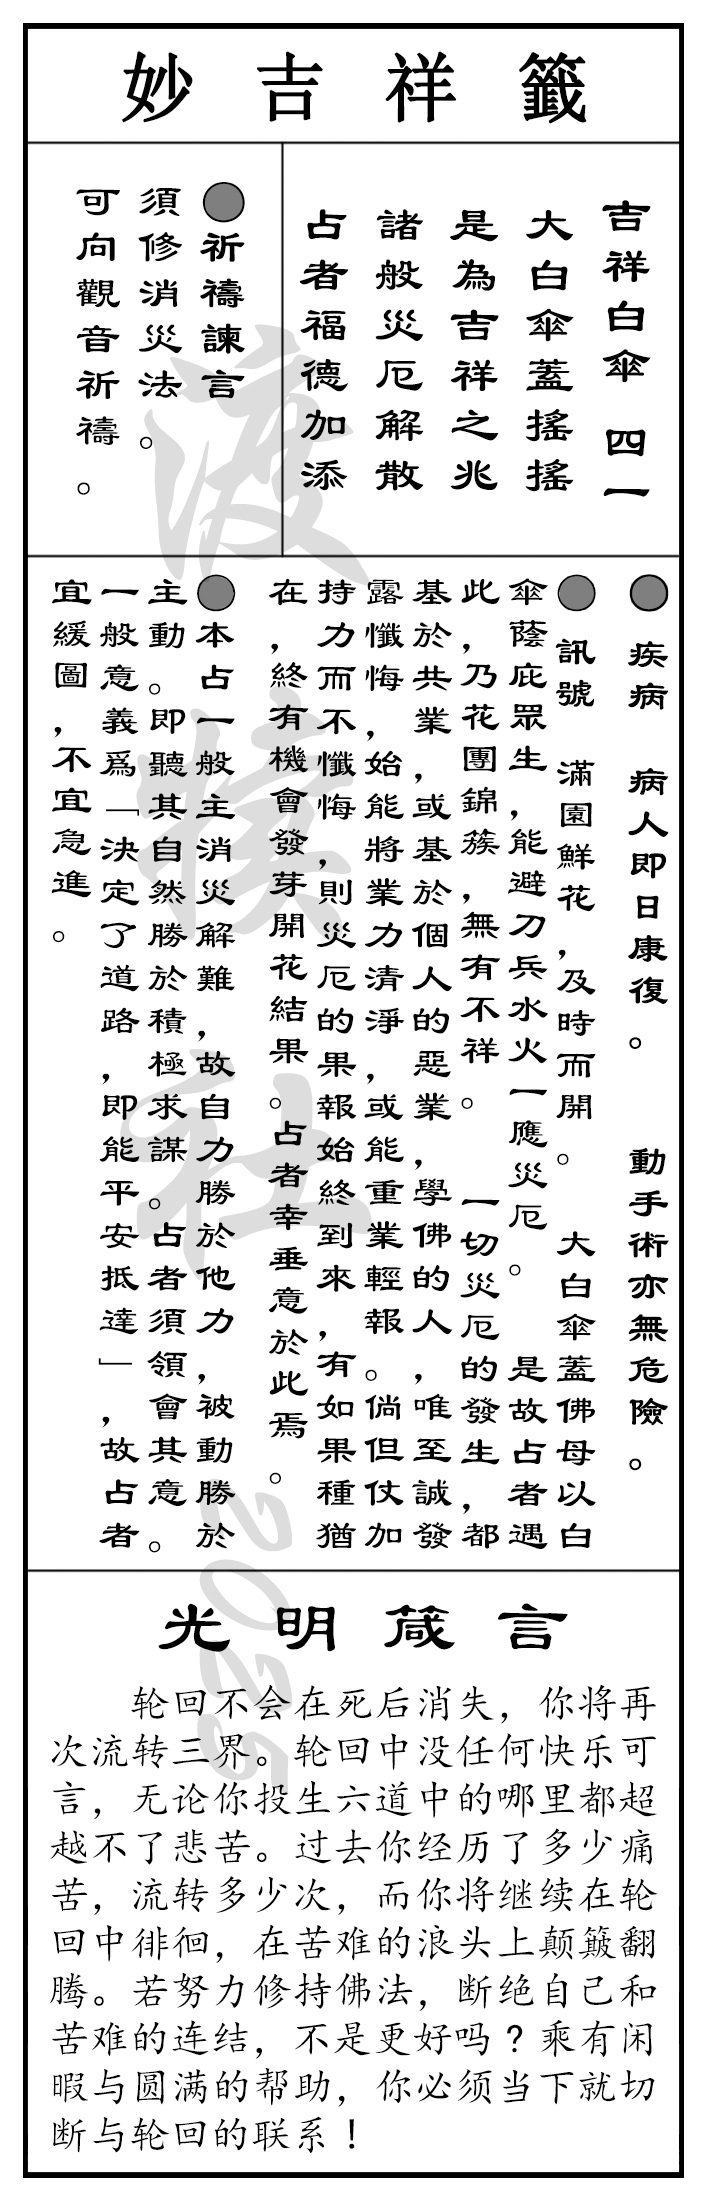 妙吉祥籤
吉祥白傘 四一
大白傘蓋搖搖
是為吉祥之兆
諸般災厄解散
占者福德加添
●祈禱諫言
須修消災法。
可向觀音祈禱。
● 疾病 病人即日康復。 動手術亦無危險。
● 訊號 滿園鮮花，及時而開。 大白傘蓋佛母以白
傘蔭庇眾生，能避刀兵水火一應災厄。 是故占者遇
此，乃花團錦簇，無有不祥。 一切災厄的發生，都
基於共業，或基於個人的惡業，學佛的人，唯至誠發
露懺悔，始能將業力清淨，或能重業輕報。倘但仗加
持力而不懺悔，則災厄的果報始終到來，有如果種猶
在，終有機會發芽開花結果。占者幸垂意於此焉。
●本占一般主消災解難，故自力勝於他力，被動勝於
主動。即聽其自然勝於積極求謀。占者須領會其意。
一般意義爲「決定了道路，即能平安抵達」，故占者
宜緩圖，不宜急進。
光明箴言
轮回不会在死后消失，你将再
次流转三界。轮回中没任何快乐可
言，无论你投生六道中的哪里都超
越不了悲苦。过去你经历了多少痛
苦，流转多少次，而你将继续在轮
回中徘徊，在苦难的浪头上颠簸翻
腾。若努力修持佛法，断绝自己和
苦难的连结，不是更好吗？乘有闲
暇与圆满的帮助，你必须当下就切
断与轮回的联系！
渡 社 2025